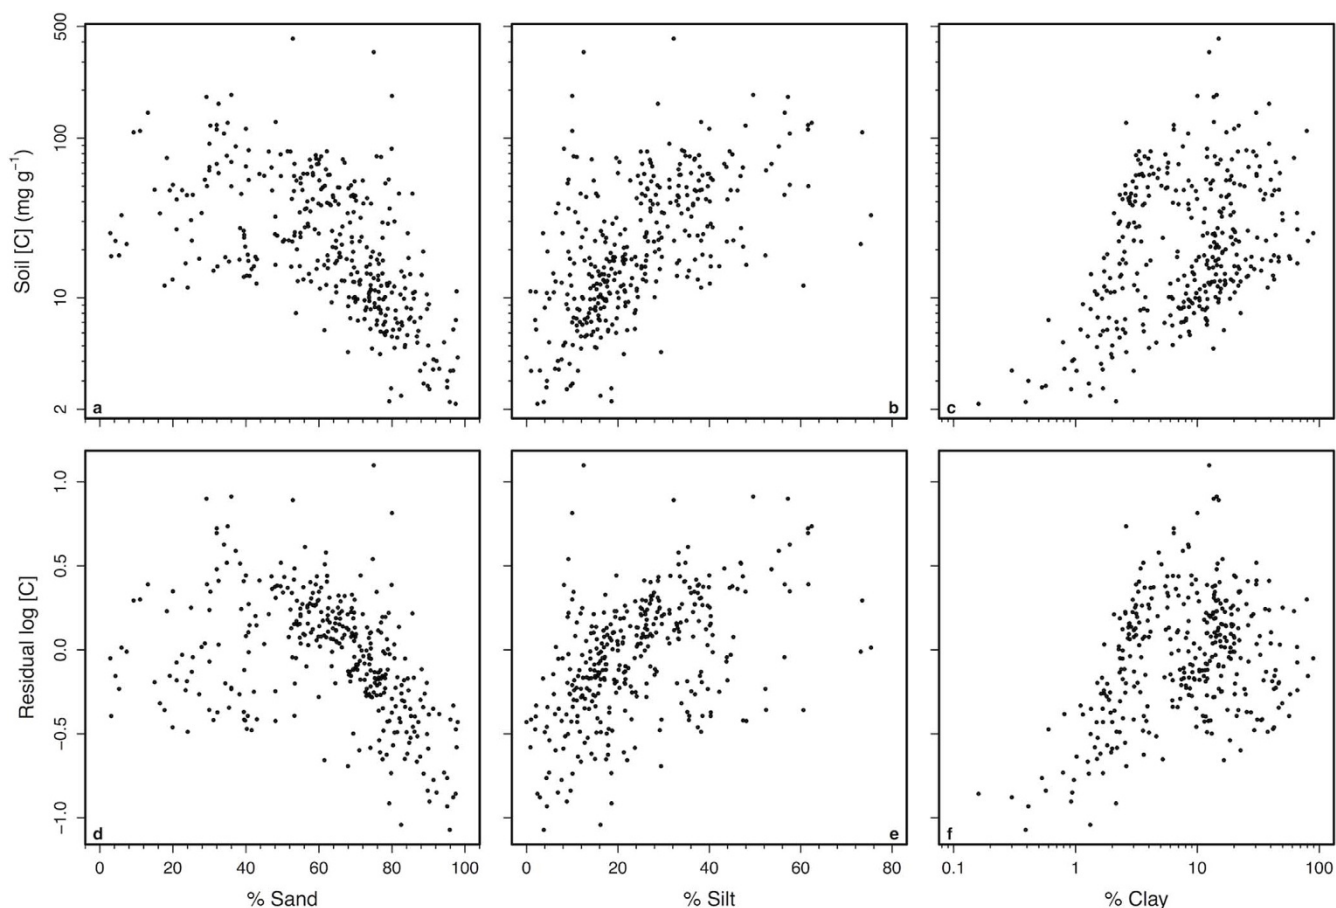 500
100
10
2
Soil [C] (mg g⁻¹)
a
b
c
1.0
0.5
0.0
−0.5
−1.0
Residual log [C]
d
e
f
0 20 40 60 80 100
0 20 40 60 80
0.1 1 10 100
% Sand
% Silt
% Clay